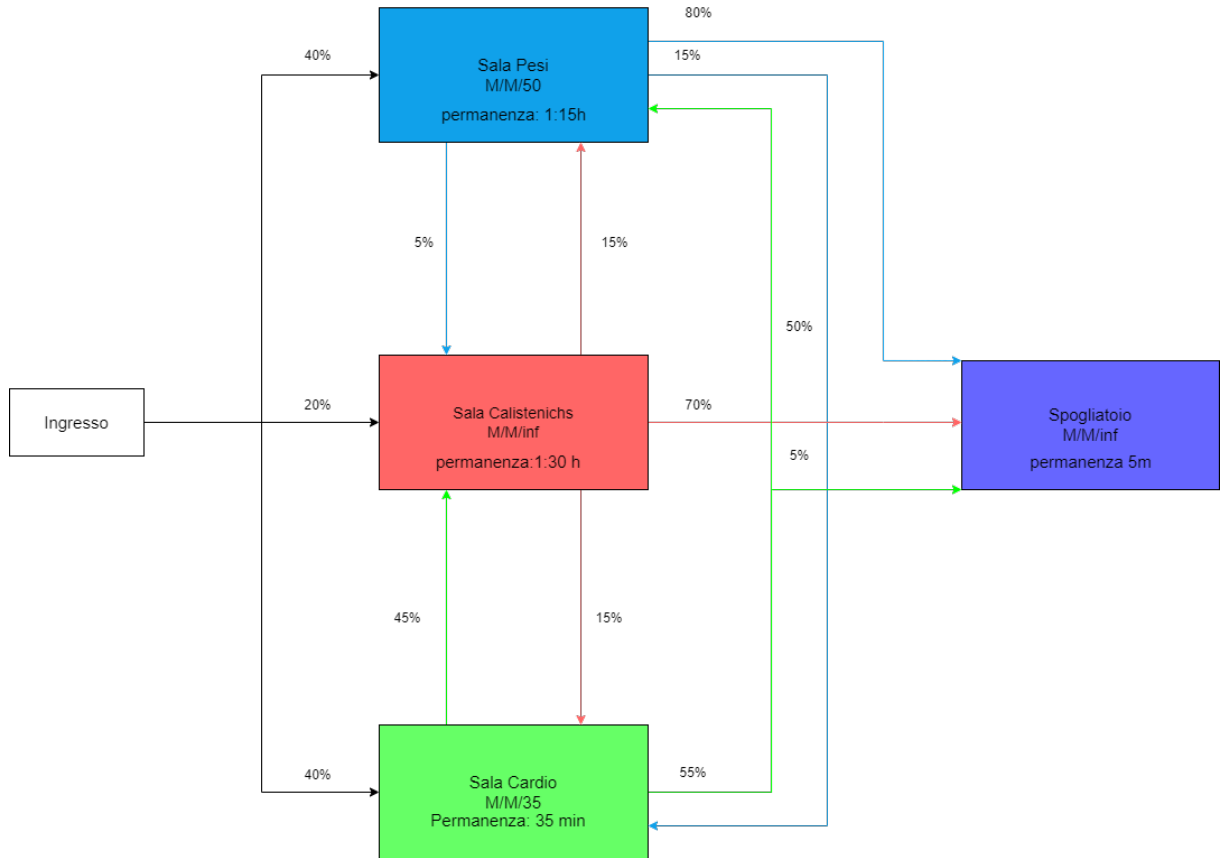 80%
40%
15%
Sala Pesi
M/M/50
permanenza: 1:15h
5%
15%
50%
Ingresso
20%
Sala Calistenichs
M/M/inf
permanenza:1:30 h
70%
5%
Spogliatoio
M/M/inf
permanenza 5m
45%
15%
40%
Sala Cardio
M/M/35
Permanenza: 35 min
55%